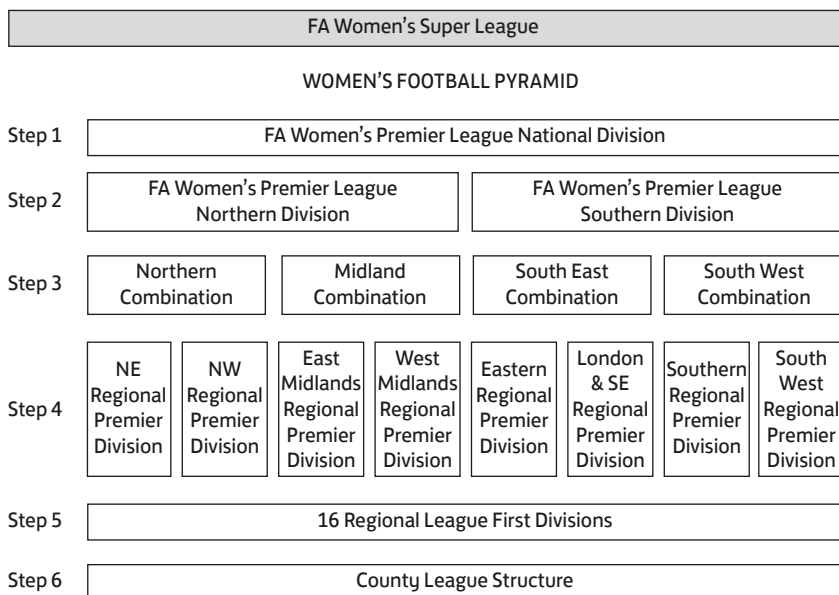 FA Women's Super League
WOMEN'S FOOTBALL PYRAMID
Step 1
FA Women's Premier League National Division
Step 2
FA Women's Premier League
Northern Division
FA Women's Premier League
Southern Division
Step 3
Northern
Combination
Midland
Combination
South East
Combination
South West
Combination
Step 4
NE
Regional
Premier
Division
NW
Regional
Premier
Division
East
Midlands
Regional
Premier
Division
West
Midlands
Regional
Premier
Division
Eastern
Regional
Premier
Division
London
& SE
Regional
Premier
Division
Southern
Regional
Premier
Division
South
West
Regional
Premier
Division
Step 5
16 Regional League First Divisions
Step 6
County League Structure